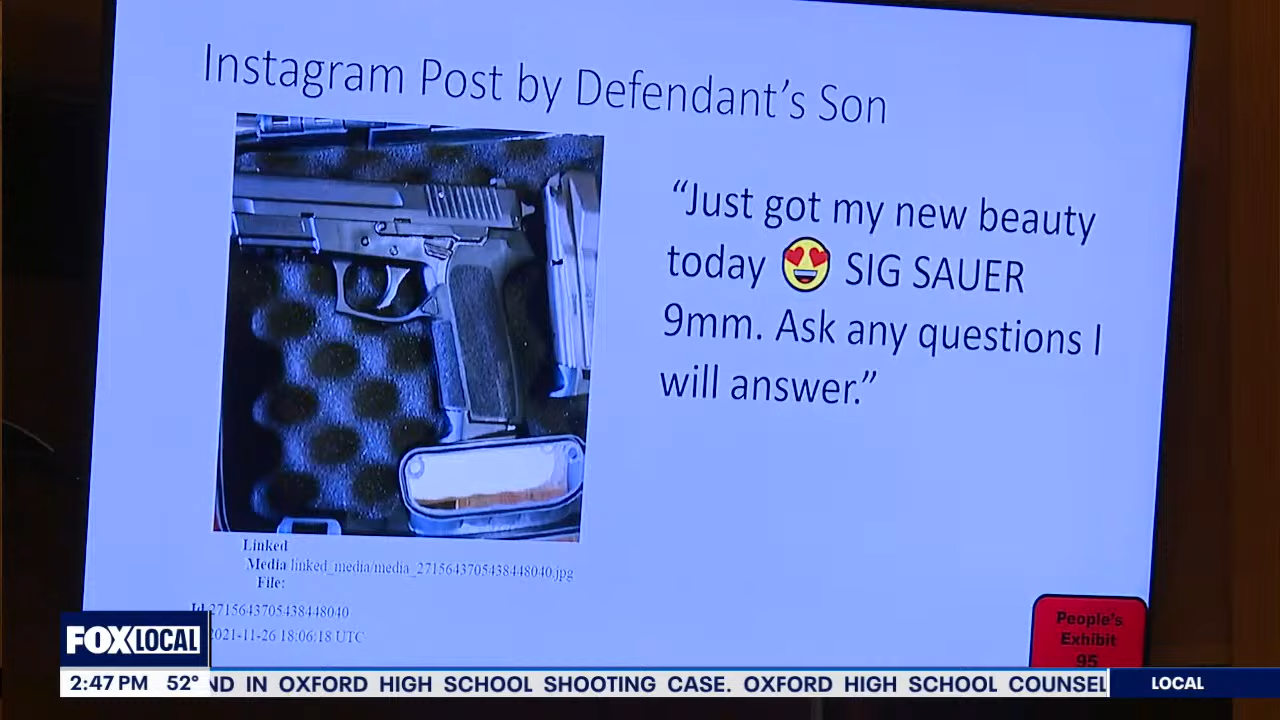 Instagram Post by Defendant's Son
“Just got my new beauty
today 😍 SIG SAUER
9mm. Ask any questions I
will answer.”
Linked
Media linked_media/media_2715643705438448040.jpg
File:
Id 2715643705438448040
2021-11-26 18:06:18 UTC
People's
Exhibit
95
FOX LOCAL
2:47 PM 52° ND IN OXFORD HIGH SCHOOL SHOOTING CASE. OXFORD HIGH SCHOOL COUNSEL LOCAL